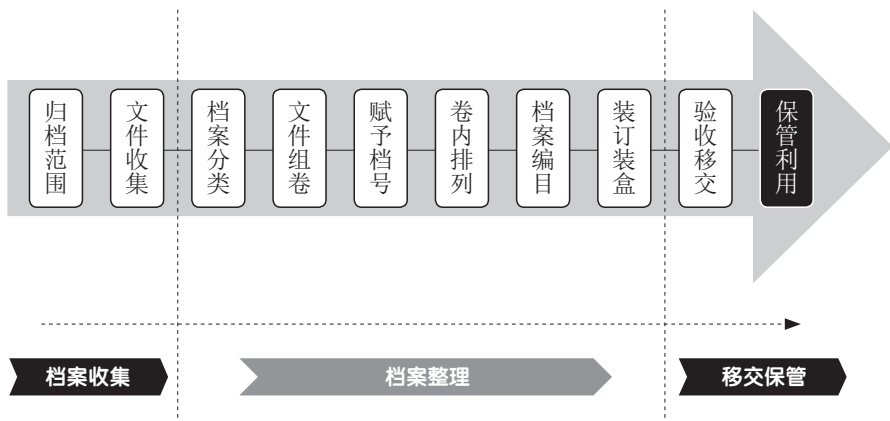 归档范围
文件收集
档案分类
文件组卷
赋予档号
卷内排列
档案编目
装订装盒
验收移交
保管利用
档案收集
档案整理
移交保管